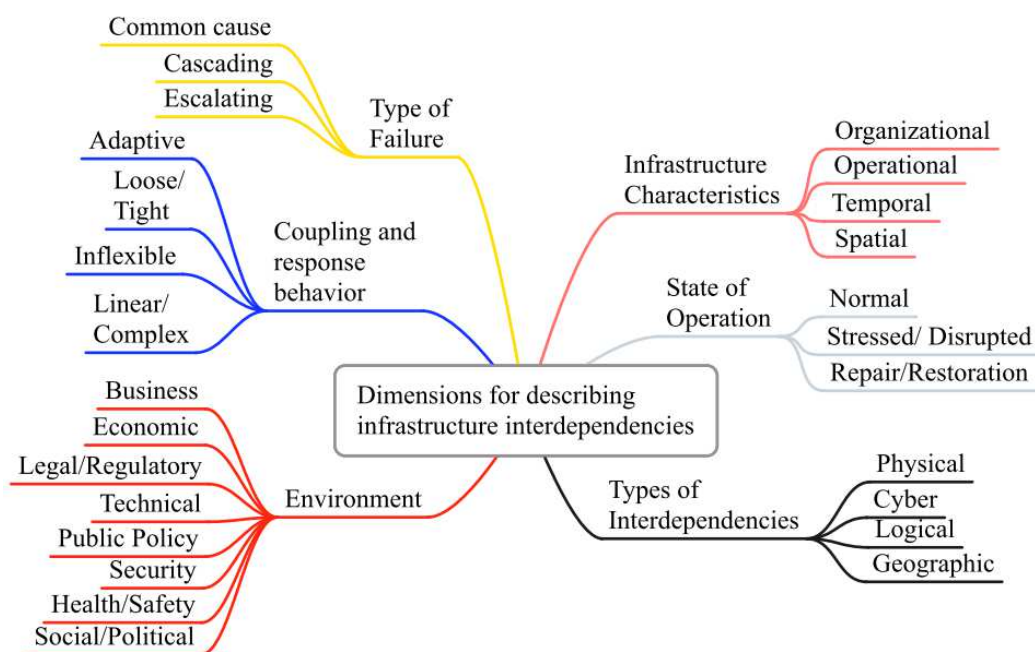 Common cause
Cascading
Escalating
Type of
Failure
Adaptive
Loose/
Tight
Inflexible
Linear/
Complex
Coupling and
response
behavior
Business
Economic
Legal/Regulatory
Technical
Public Policy
Security
Health/Safety
Social/Political
Environment
Dimensions for describing
infrastructure interdependencies
Infrastructure
Characteristics
Organizational
Operational
Temporal
Spatial
State of
Operation
Normal
Stressed/ Disrupted
Repair/Restoration
Types of
Interdependencies
Physical
Cyber
Logical
Geographic